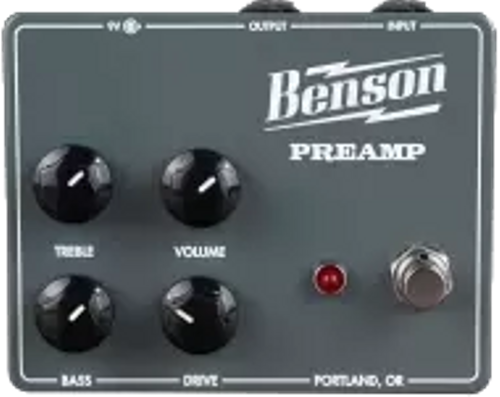 9V OUTPUT INPUT
Benson
PREAMP
TREBLE VOLUME
BASS DRIVE PORTLAND, OR